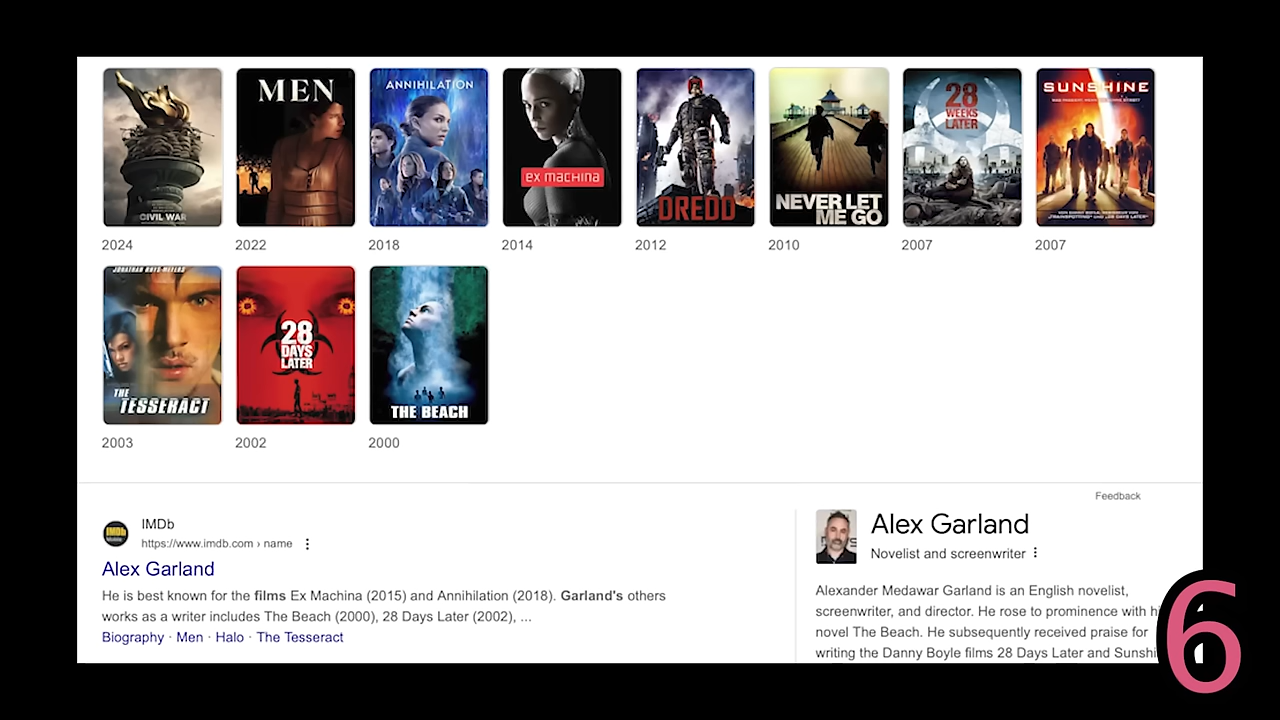 CIVIL WAR
MEN
ANNIHILATION
ex machina
DREDD
NEVER LET
ME GO
28
WEEKS
LATER
SUNSHINE
2024
2022
2018
2014
2012
2010
2007
2007
JONATHAN RHYS-MEYERS
THE
TESSERACT
28
DAYS
LATER
THE BEACH
2003
2002
2000
Feedback
IMDb
IMDb
https://www.imdb.com › name
Alex Garland
He is best known for the films Ex Machina (2015) and Annihilation (2018). Garland's others
works as a writer includes The Beach (2000), 28 Days Later (2002), ...
Biography · Men · Halo · The Tesseract
Alex Garland
Novelist and screenwriter
Alexander Medawar Garland is an English novelist,
screenwriter, and director. He rose to prominence with
novel The Beach. He subsequently received praise for
writing the Danny Boyle films 28 Days Later and
6